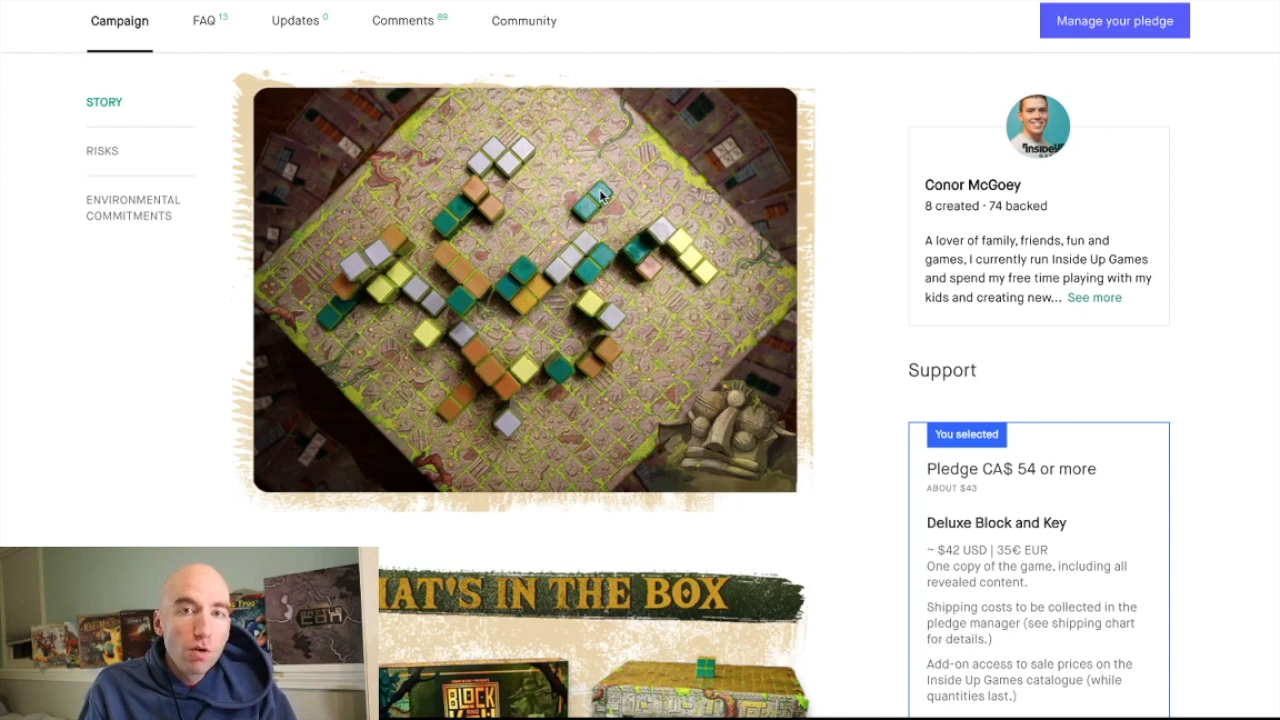 Campaign
FAQ 13
Updates 0
Comments 89
Community
Manage your pledge
STORY
RISKS
ENVIRONMENTAL
COMMITMENTS
Conor McGoey
8 created · 74 backed
A lover of family, friends, fun and
games, I currently run Inside Up Games
and spend my free time playing with my
kids and creating new... See more
Support
You selected
Pledge CA$ 54 or more
ABOUT $43
Deluxe Block and Key
~ $42 USD | 35€ EUR
One copy of the game, including all
revealed content.
Shipping costs to be collected in the
pledge manager (see shipping chart
for details.)
Add-on access to sale prices on the
Inside Up Games catalogue (while
quantities last.)
HAT'S IN THE BOX
BLOCK